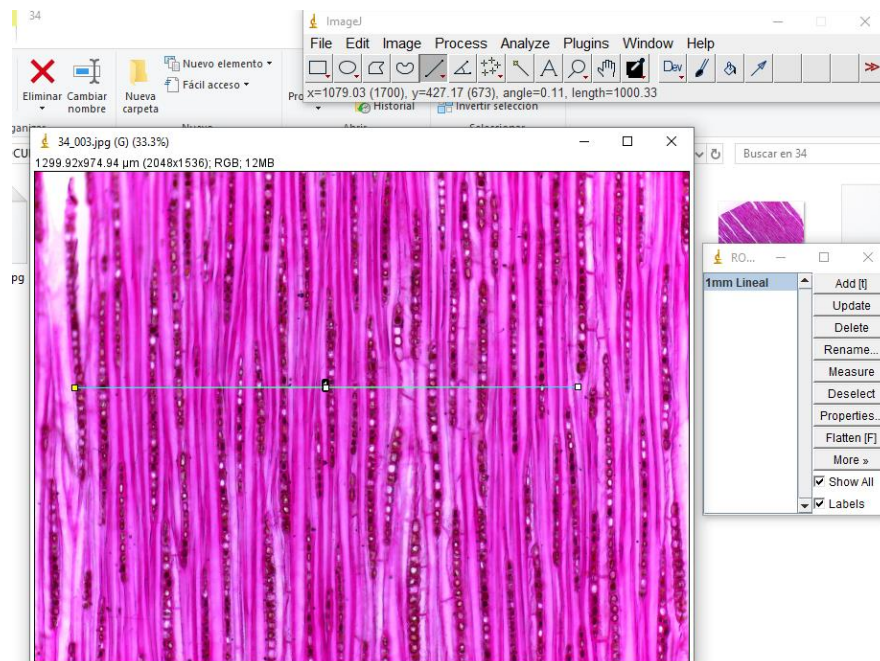 34
ImageJ
File Edit Image Process Analyze Plugins Window Help
Dev
x=1079.03 (1700), y=427.17 (673), angle=0.11, length=1000.33
Eliminar
Cambiar nombre
Nueva carpeta
Nuevo elemento
Fácil acceso
Historial
Invertir selección
34_003.jpg (G) (33.3%)
1299.92x974.94 µm (2048x1536); RGB; 12MB
Buscar en 34
pg
RO...
1mm Lineal
Add [t]
Update
Delete
Rename...
Measure
Deselect
Properties...
Flatten [F]
More »
Show All
Labels